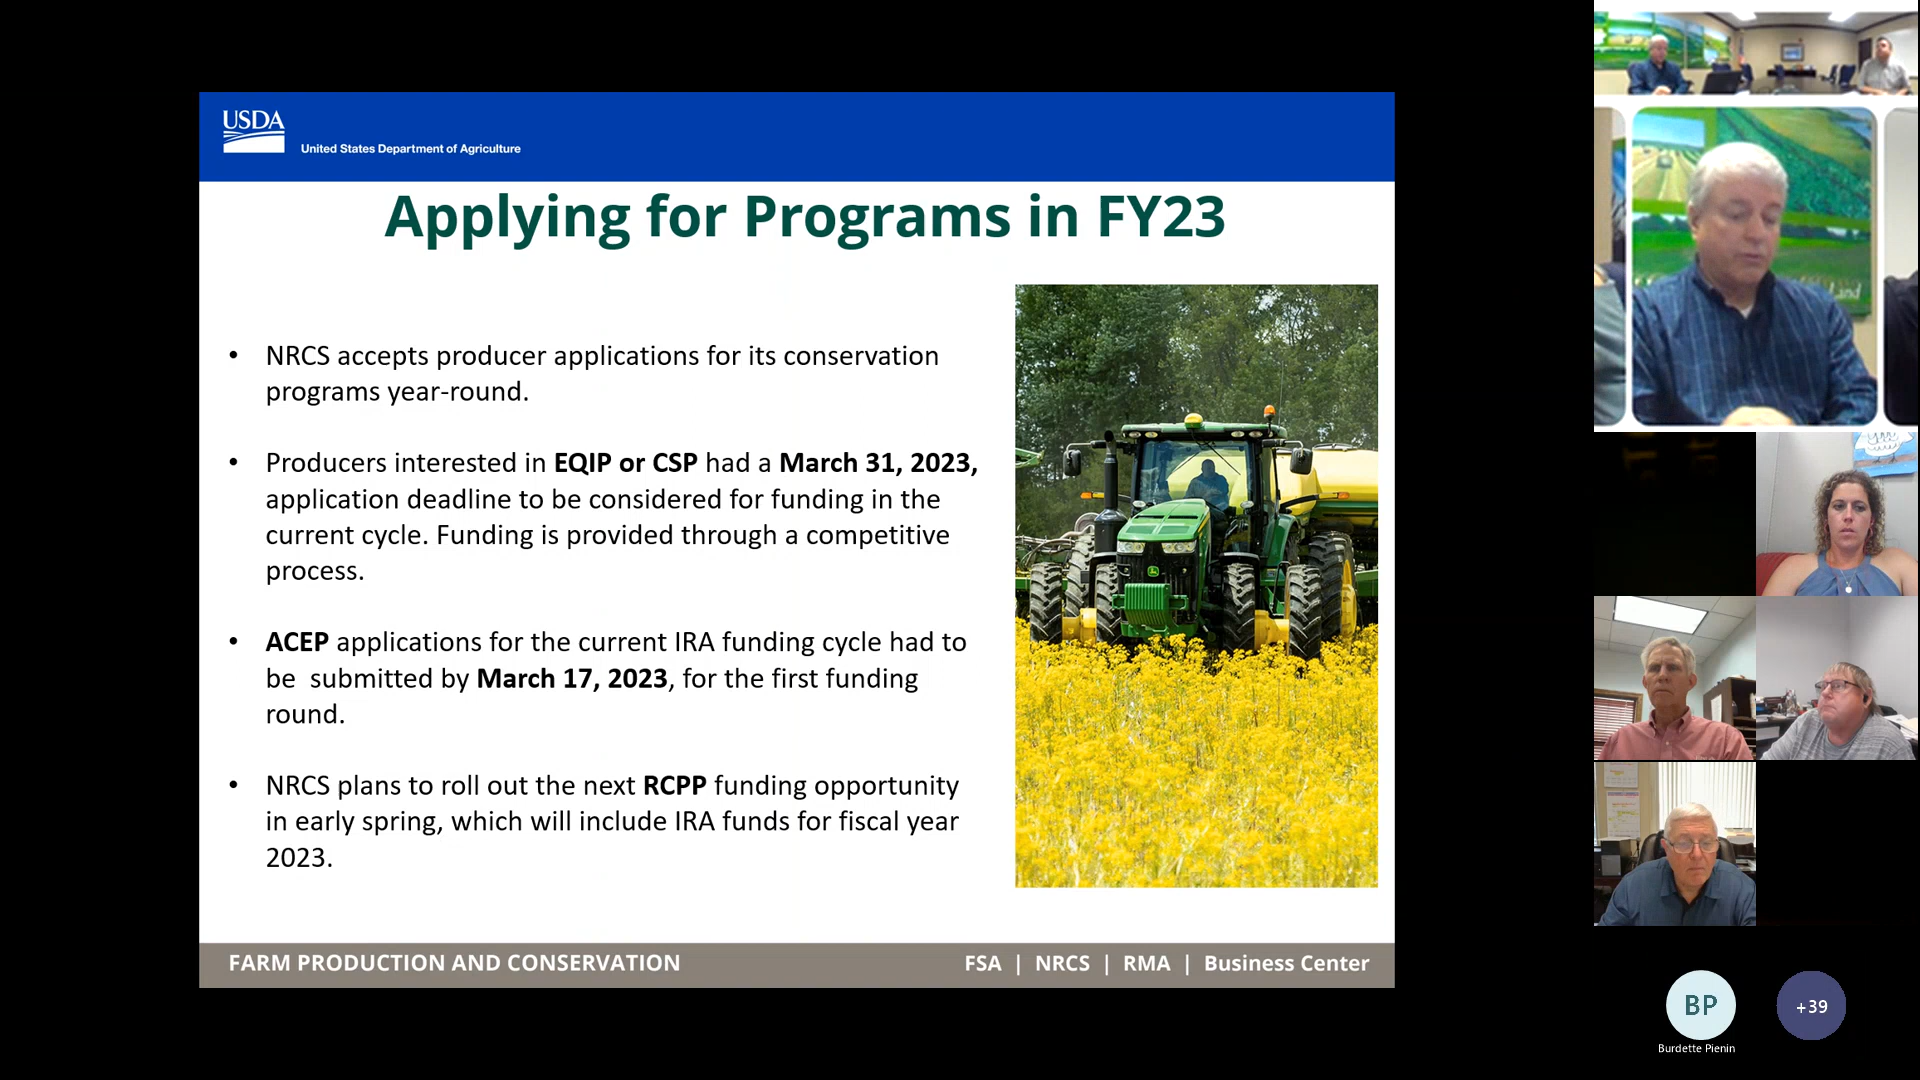 USDA
United States Department of Agriculture
Applying for Programs in FY23
• NRCS accepts producer applications for its conservation
programs year-round.
• Producers interested in EQIP or CSP had a March 31, 2023,
application deadline to be considered for funding in the
current cycle. Funding is provided through a competitive
process.
• ACEP applications for the current IRA funding cycle had to
be  submitted by March 17, 2023, for the first funding
round.
• NRCS plans to roll out the next RCPP funding opportunity
in early spring, which will include IRA funds for fiscal year
2023.
FARM PRODUCTION AND CONSERVATION
FSA | NRCS | RMA | Business Center
BP
+39
Burdette Pienin